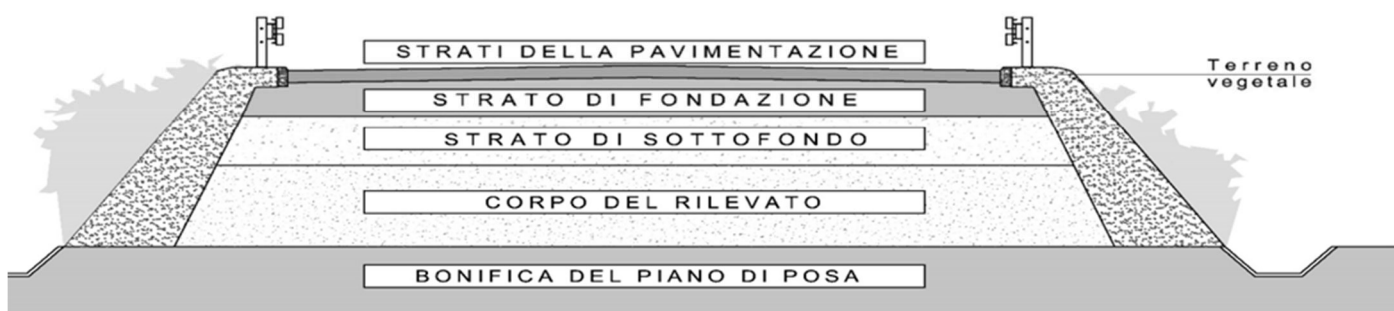 STRATI DELLA PAVIMENTAZIONE
Terreno
vegetale
STRATO DI FONDAZIONE
STRATO DI SOTTOFONDO
CORPO DEL RILEVATO
BONIFICA DEL PIANO DI POSA